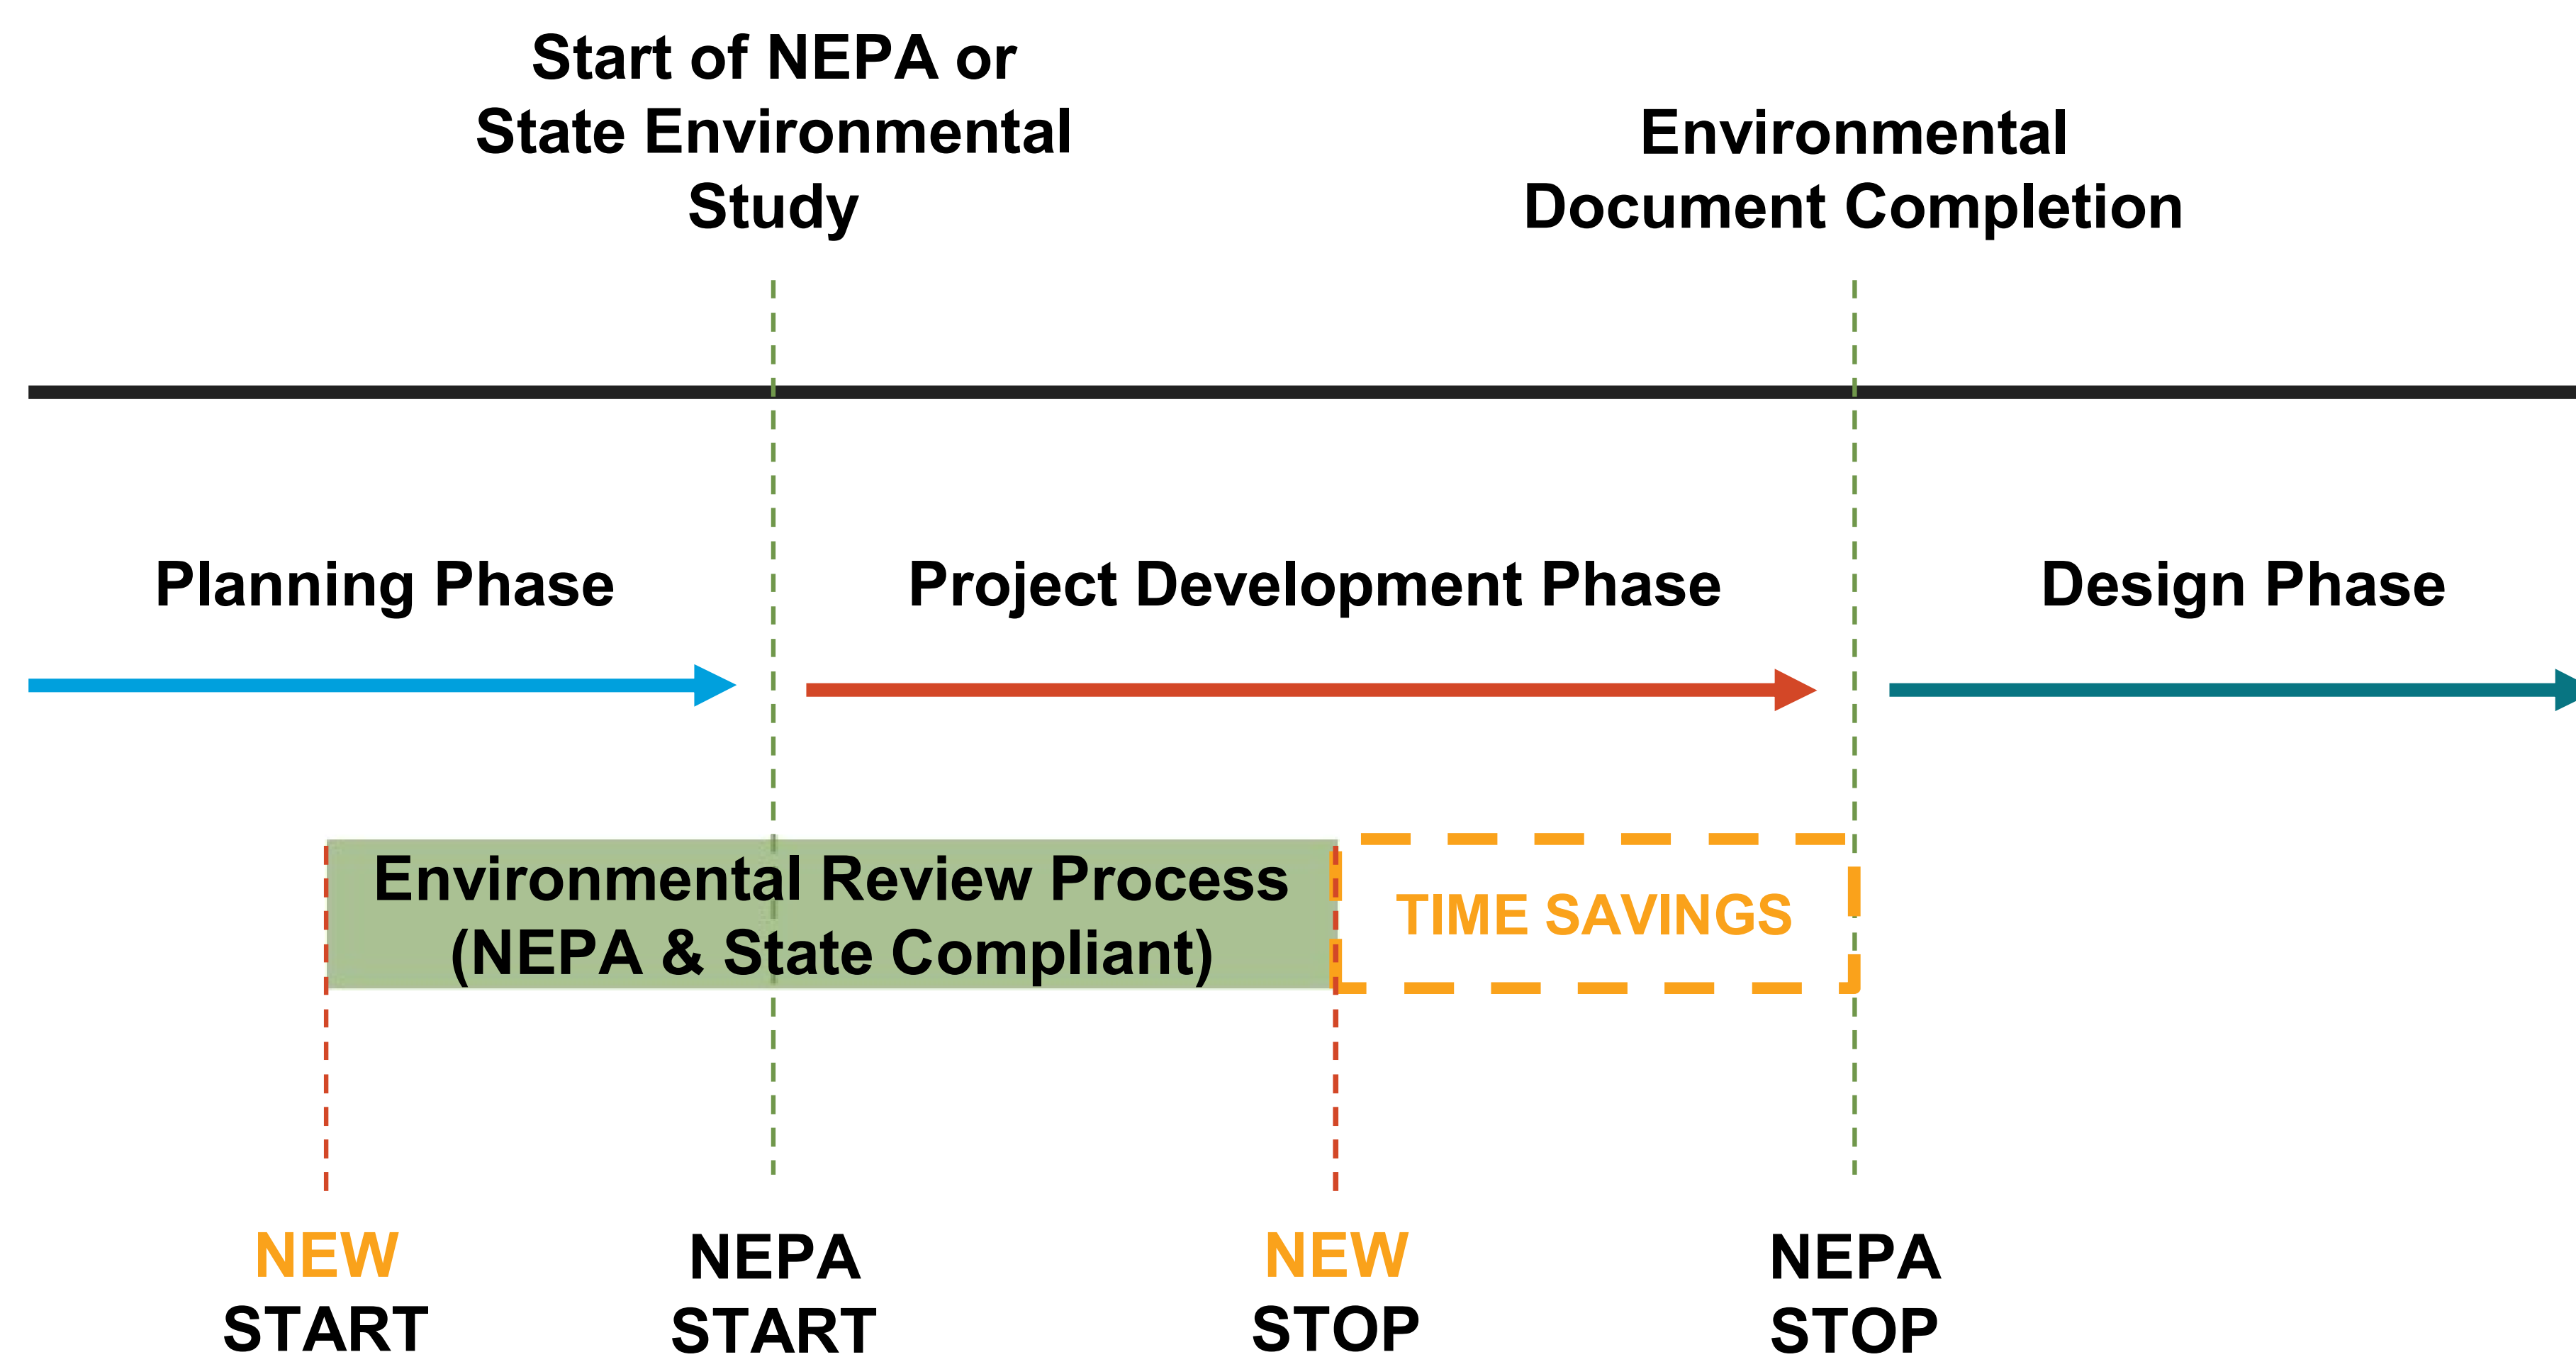 Start of NEPA or
State Environmental
Study
Environmental
Document Completion
Planning Phase
Project Development Phase
Design Phase
Environmental Review Process
(NEPA & State Compliant)
TIME SAVINGS
NEW
START
NEPA
START
NEW
STOP
NEPA
STOP